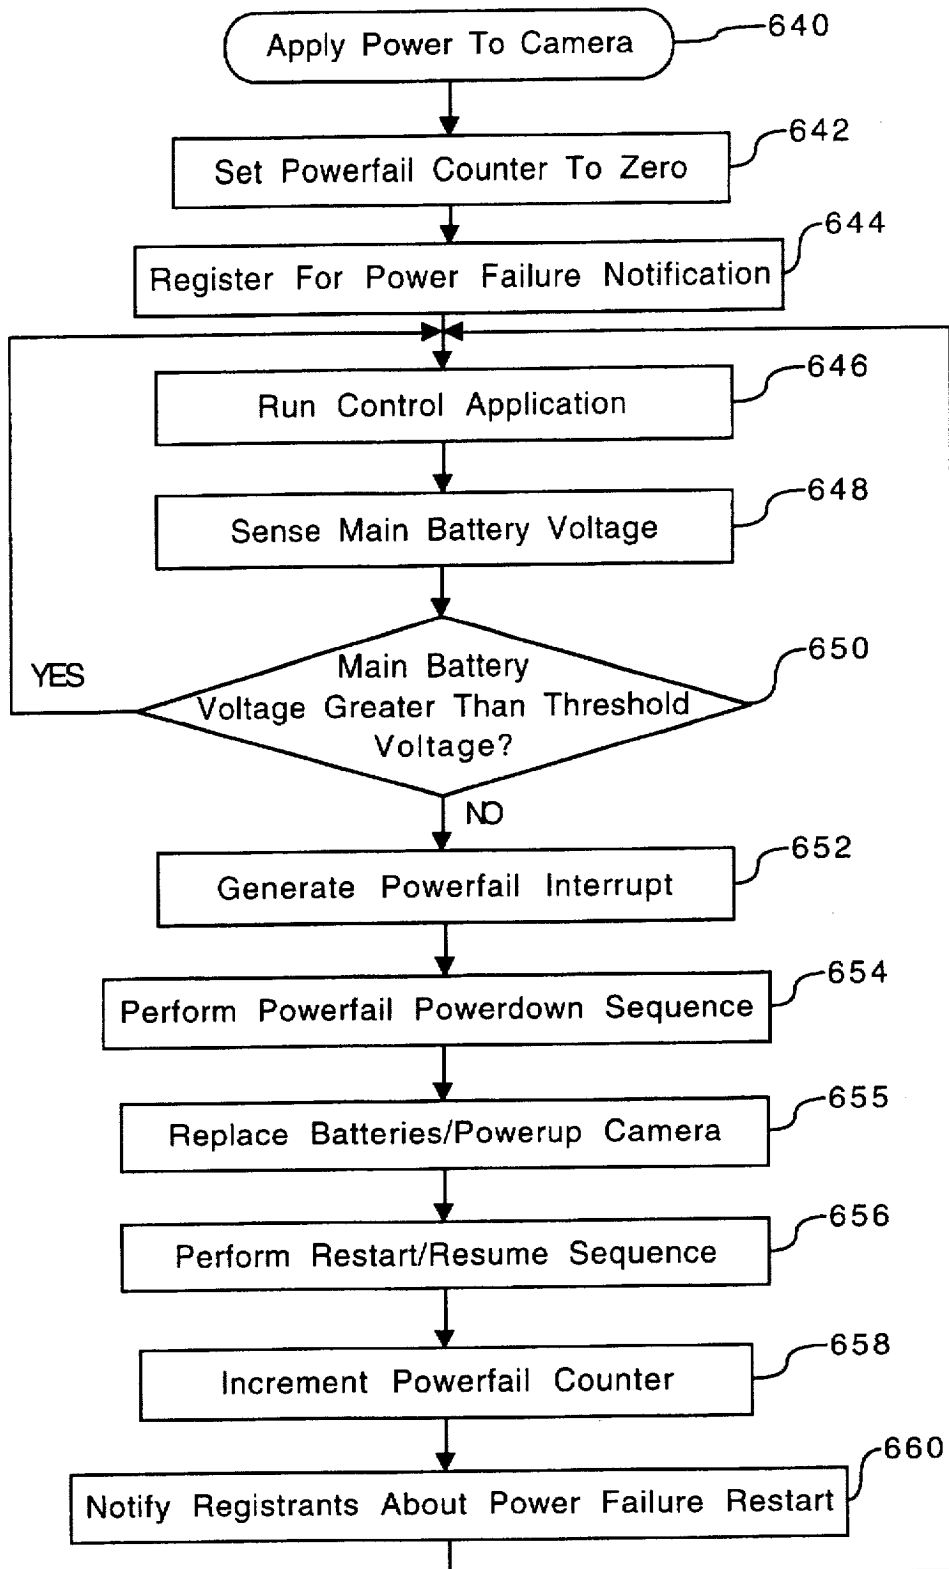 Apply Power To Camera
640
642
Set Powerfail Counter To Zero
644
Register For Power Failure Notification
646
Run Control Application
648
Sense Main Battery Voltage
650
YES
Main Battery
Voltage Greater Than Threshold
Voltage?
NO
652
Generate Powerfail Interrupt
654
Perform Powerfail Powerdown Sequence
655
Replace Batteries/Powerup Camera
656
Perform Restart/Resume Sequence
658
Increment Powerfail Counter
660
Notify Registrants About Power Failure Restart